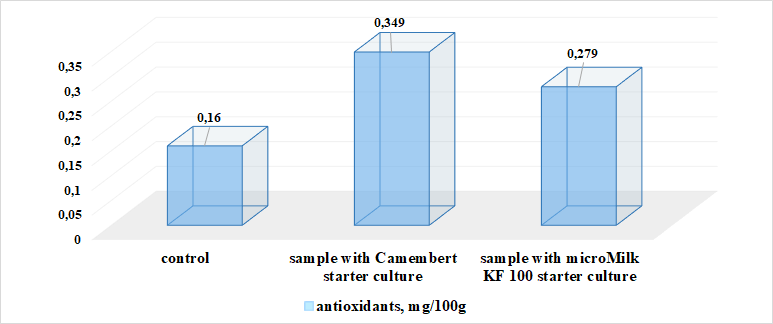 0,349
0,279
0,16
0,35
0,3
0,25
0,2
0,15
0,1
0,05
0
control
sample with Camembert
starter culture
sample with microMilk
KF 100 starter culture
antioxidants, mg/100g